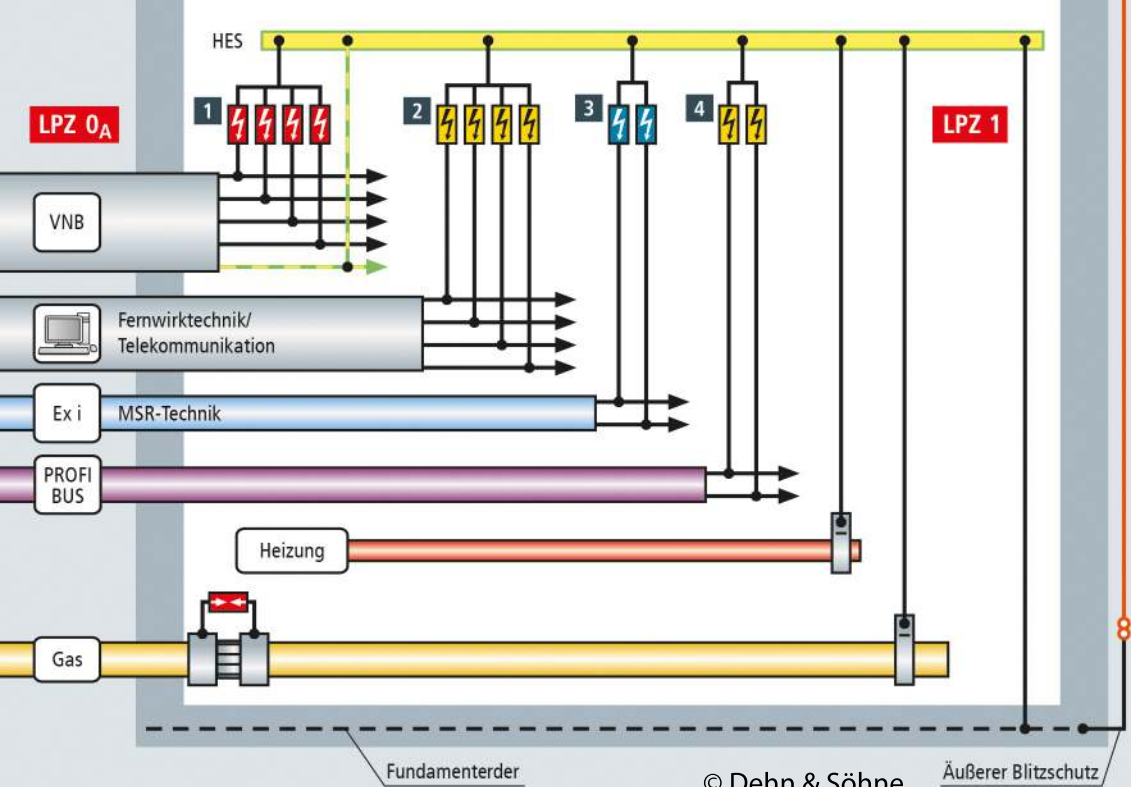 HES
1
2
3
4
LPZ 0A
LPZ 1
VNB
Fernwirktechnik/
Telekommunikation
Ex i
MSR-Technik
PROFI
BUS
Heizung
Gas
Fundamenterder
© Dehn & Söhne
Äußerer Blitzschutz